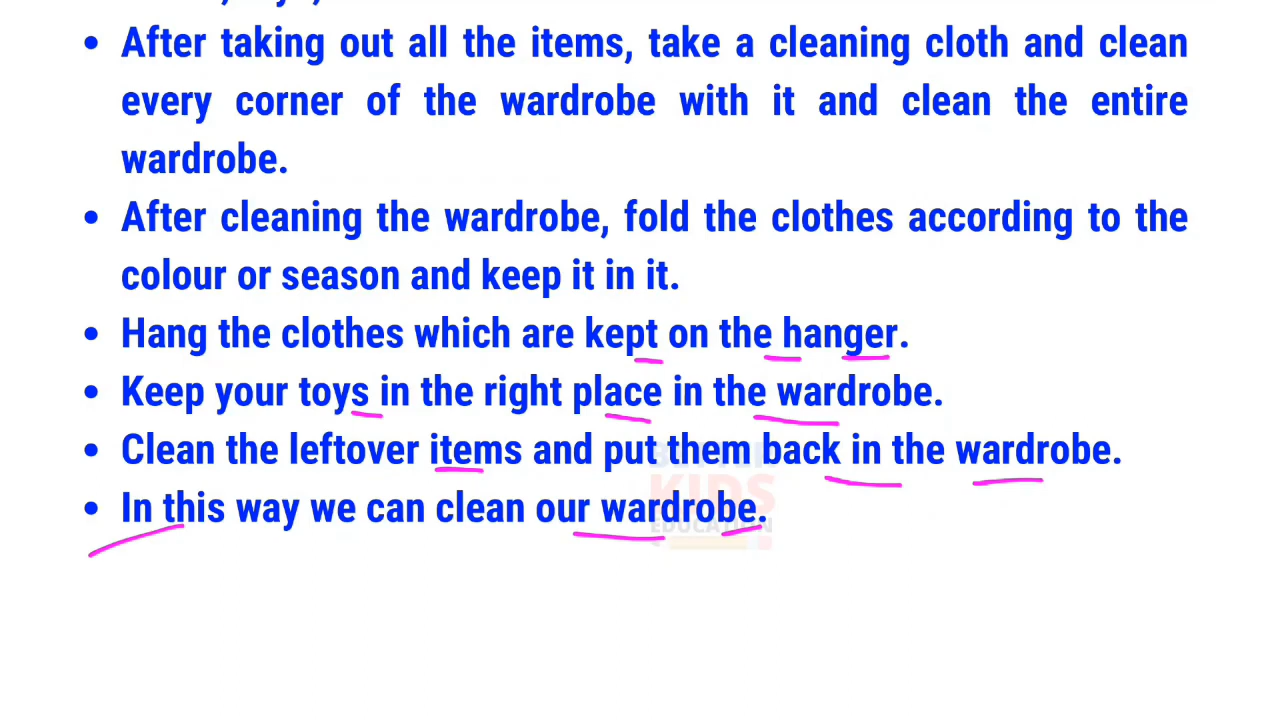 • After taking out all the items, take a cleaning cloth and clean
every corner of the wardrobe with it and clean the entire
wardrobe.
• After cleaning the wardrobe, fold the clothes according to the
colour or season and keep it in it.
• Hang the clothes which are kept on the hanger.
• Keep your toys in the right place in the wardrobe.
• Clean the leftover items and put them back in the wardrobe.
• In this way we can clean our wardrobe.
BETTER
KIDS
EDUCATION